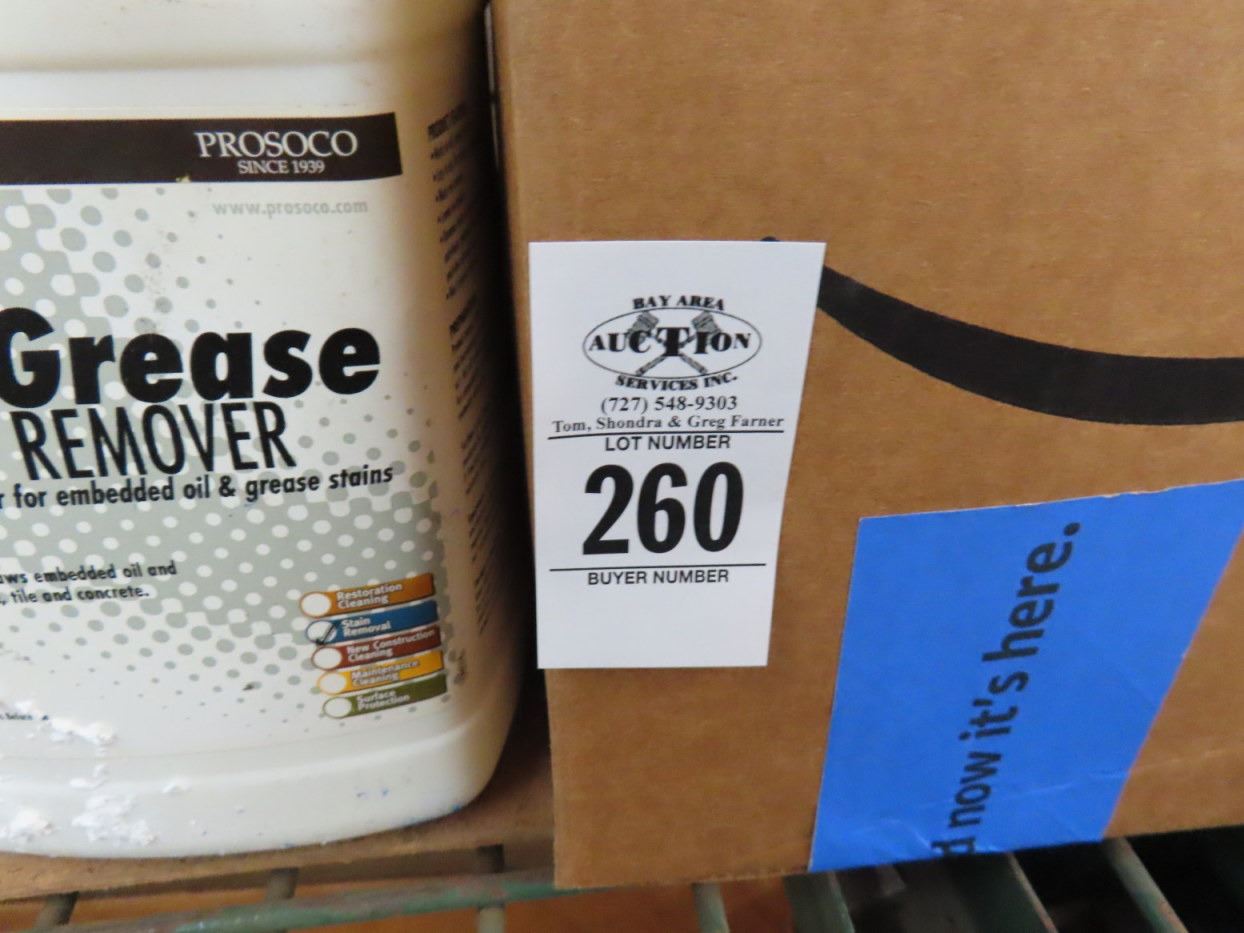 PROSOCO
SINCE 1939
www.prosoco.com
Grease
REMOVER
for embedded oil & grease stains
embedded oil and
, tile and concrete.
Restoration
Cleaning
Stain
Removal
New Construction
Cleaning
Maintenance
Cleaning
Surface
Protection
BAY AREA
AUCTION
SERVICES INC.
(727) 548-9303
Tom, Shondra & Greg Farner
LOT NUMBER
260
BUYER NUMBER
now it's here.